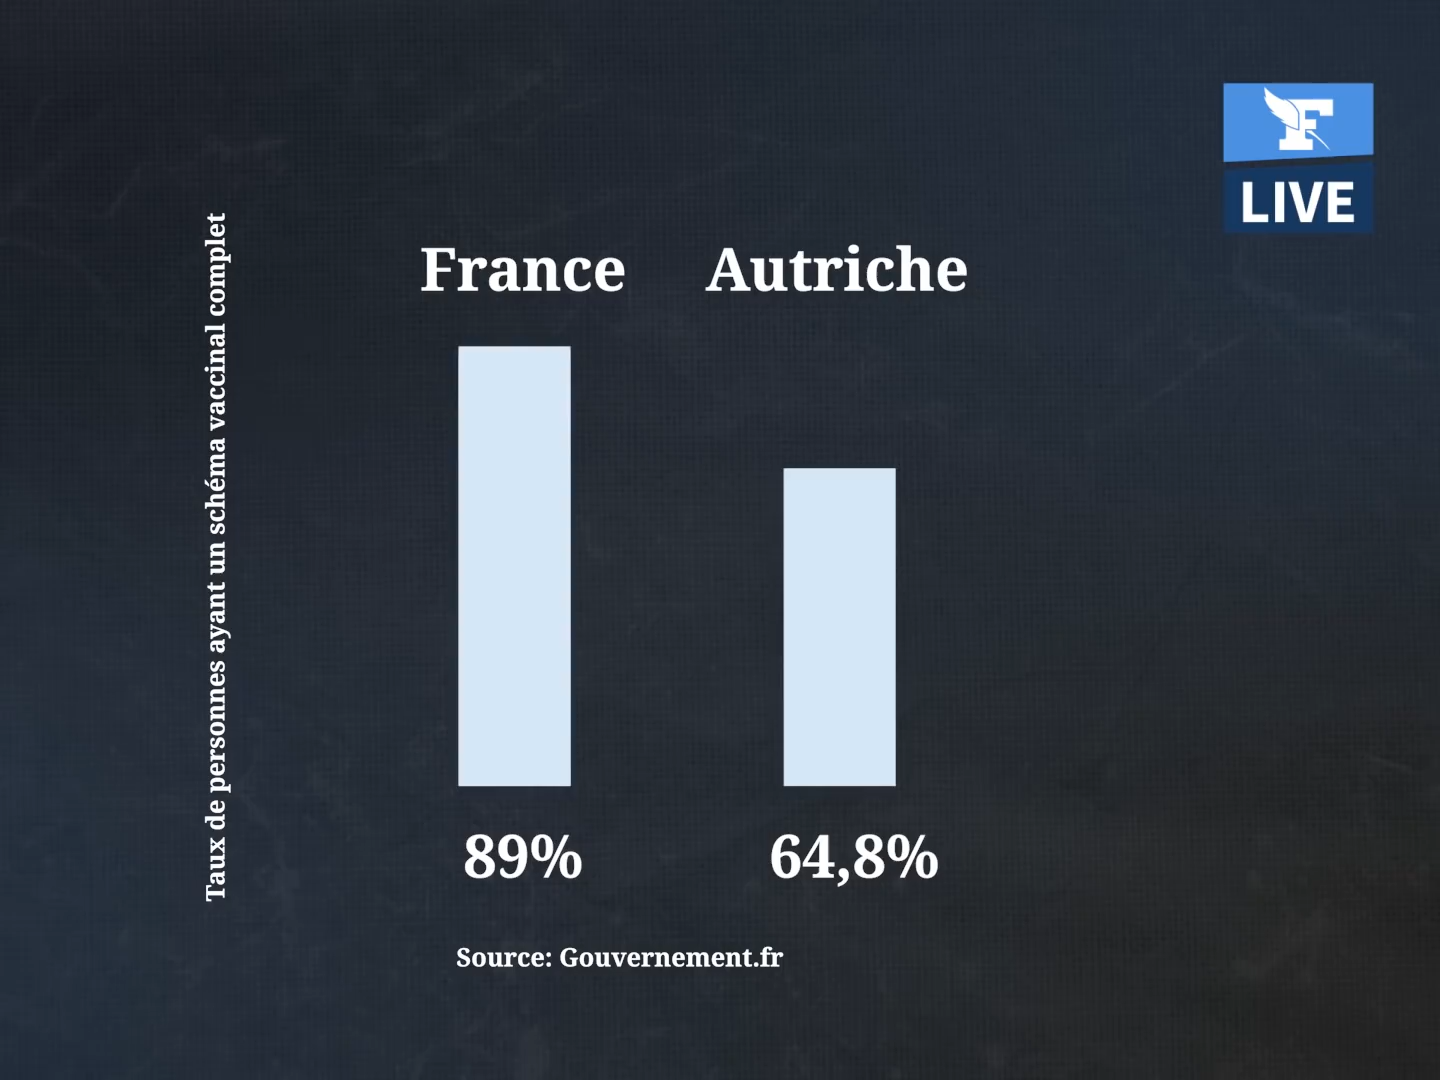 F
LIVE
France
Autriche
Taux de personnes ayant un schéma vaccinal complet
89%
64,8%
Source: Gouvernement.fr